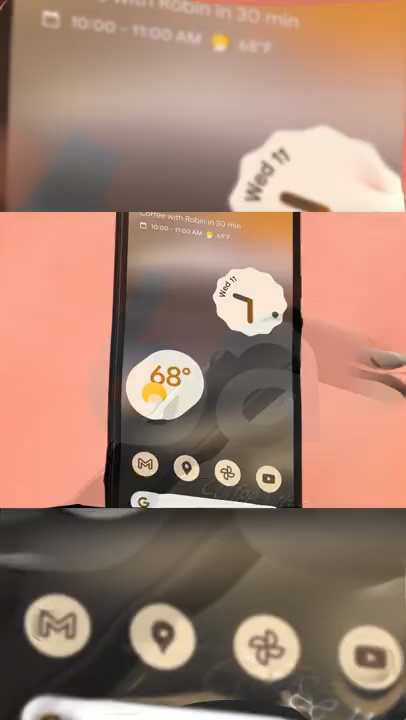 with Robin in 30 min
10:00 - 11:00 AM 68°F
Wed 11
Coffee with Robin in 30 min
10:00 - 11:00 AM 68°F
Wed 11
68°
M
G
M